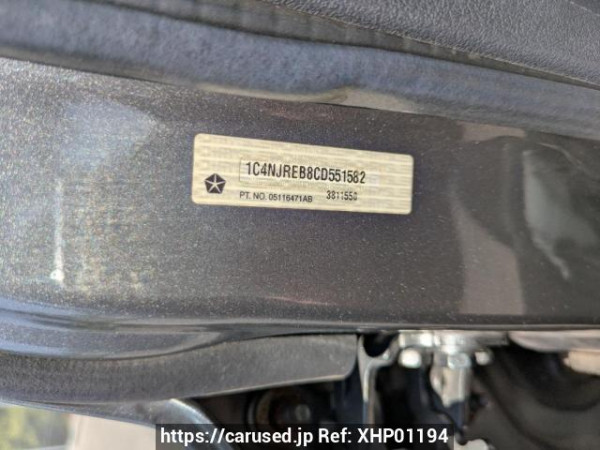 1C4NJREB8CD551582
PT. NO. 05116471AB 3811550
https://carused.jp Ref: XHP01194